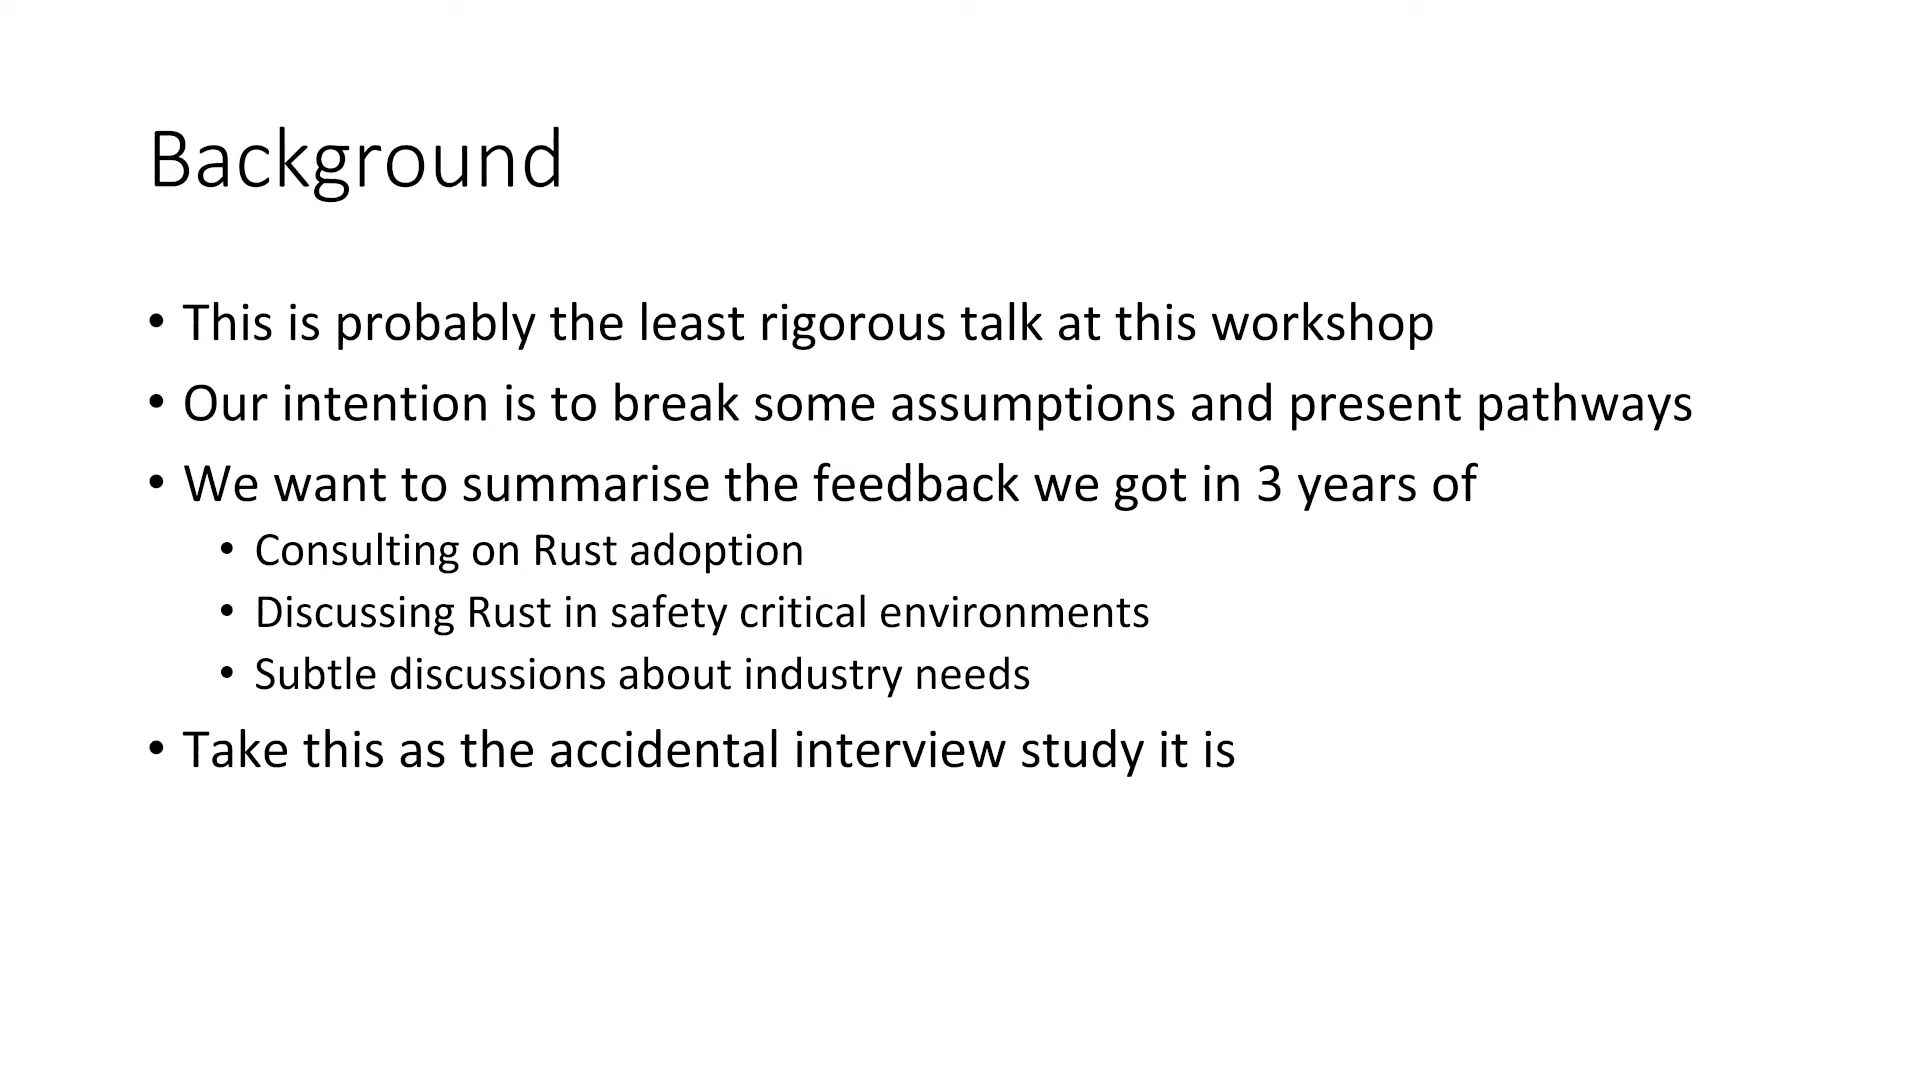 Background
• This is probably the least rigorous talk at this workshop
• Our intention is to break some assumptions and present pathways
• We want to summarise the feedback we got in 3 years of
• Consulting on Rust adoption
• Discussing Rust in safety critical environments
• Subtle discussions about industry needs
• Take this as the accidental interview study it is